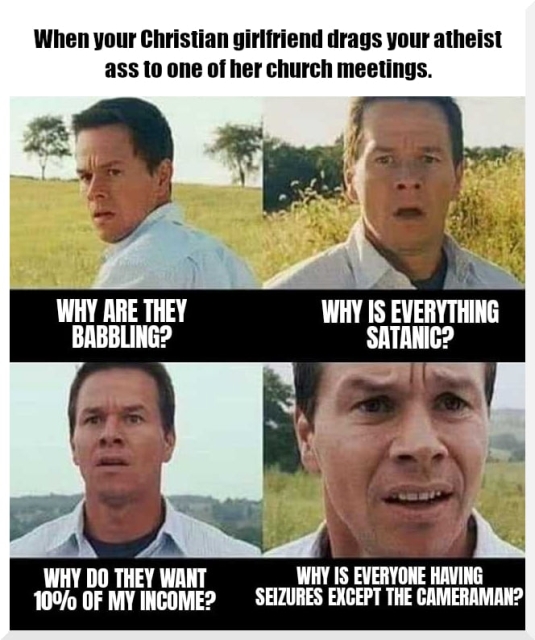 When your Christian girlfriend drags your atheist
ass to one of her church meetings.
WHY ARE THEY
BABBLING?
WHY IS EVERYTHING
SATANIC?
WHY DO THEY WANT
10% OF MY INCOME?
WHY IS EVERYONE HAVING
SEIZURES EXCEPT THE CAMERAMAN?